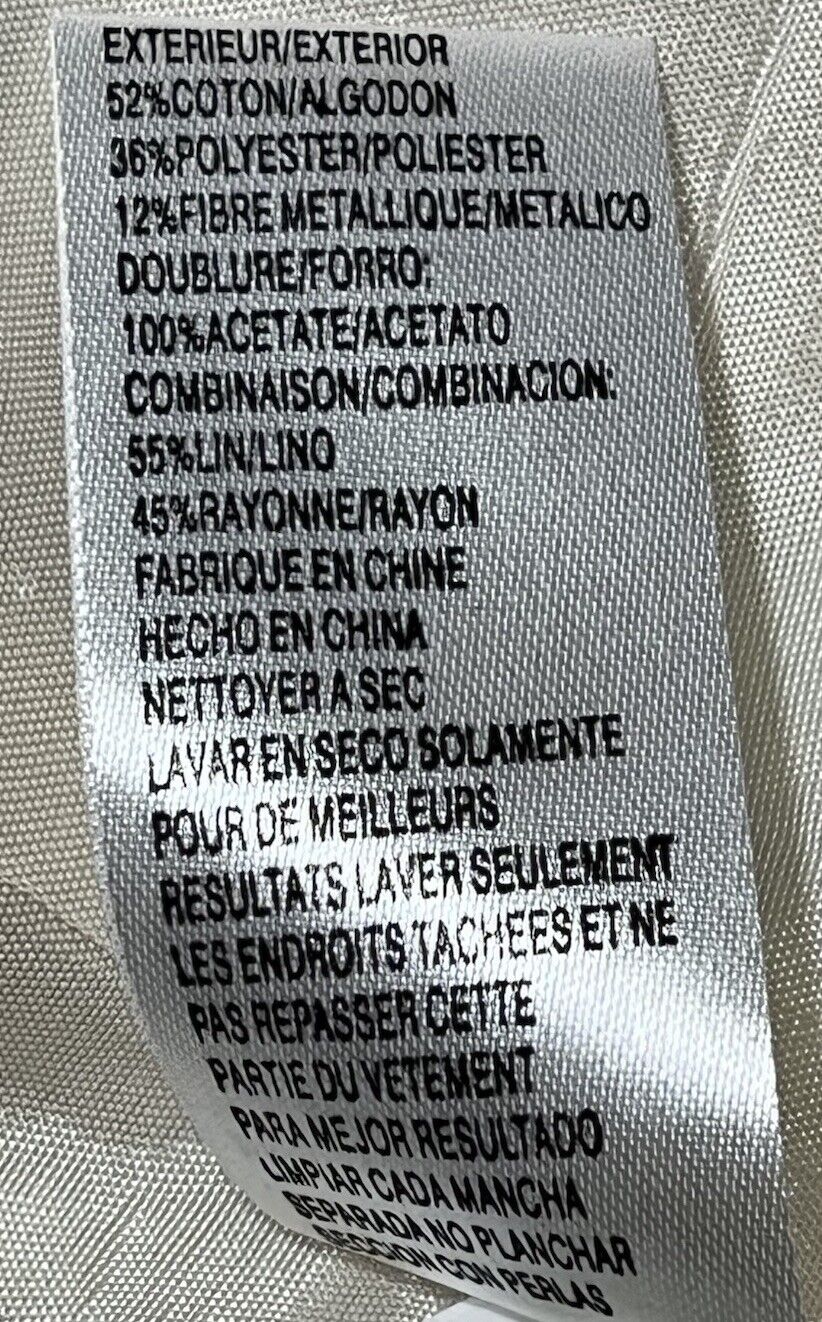 EXTERIEUR/EXTERIOR
52%COTON/ALGODON
36%POLYESTER/POLIESTER
12%FIBRE METALLIQUE/METALICO
DOUBLURE/FORRO:
100%ACETATE/ACETATO
COMBINAISON/COMBINACION:
55%LIN/LINO
45%RAYONNE/RAYON
FABRIQUE EN CHINE
HECHO EN CHINA
NETTOYER A SEC
LAVAR EN SECO SOLAMENTE
POUR DE MEILLEURS
RESULTATS LAVER SEULEMENT
LES ENDROITS TACHEES ET NE
PAS REPASSER CETTE
PARTIE DU VETEMENT
PARA MEJOR RESULTADO
LIMPIAR CADA MANCHA
SEPARADA NO PLANCHAR
SECCION CON PERLAS